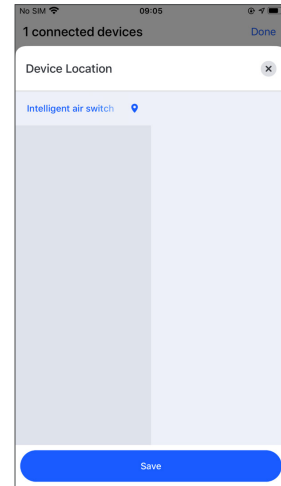 No SIM 09:05
1 connected devices Done
Device Location
Intelligent air switch
Save